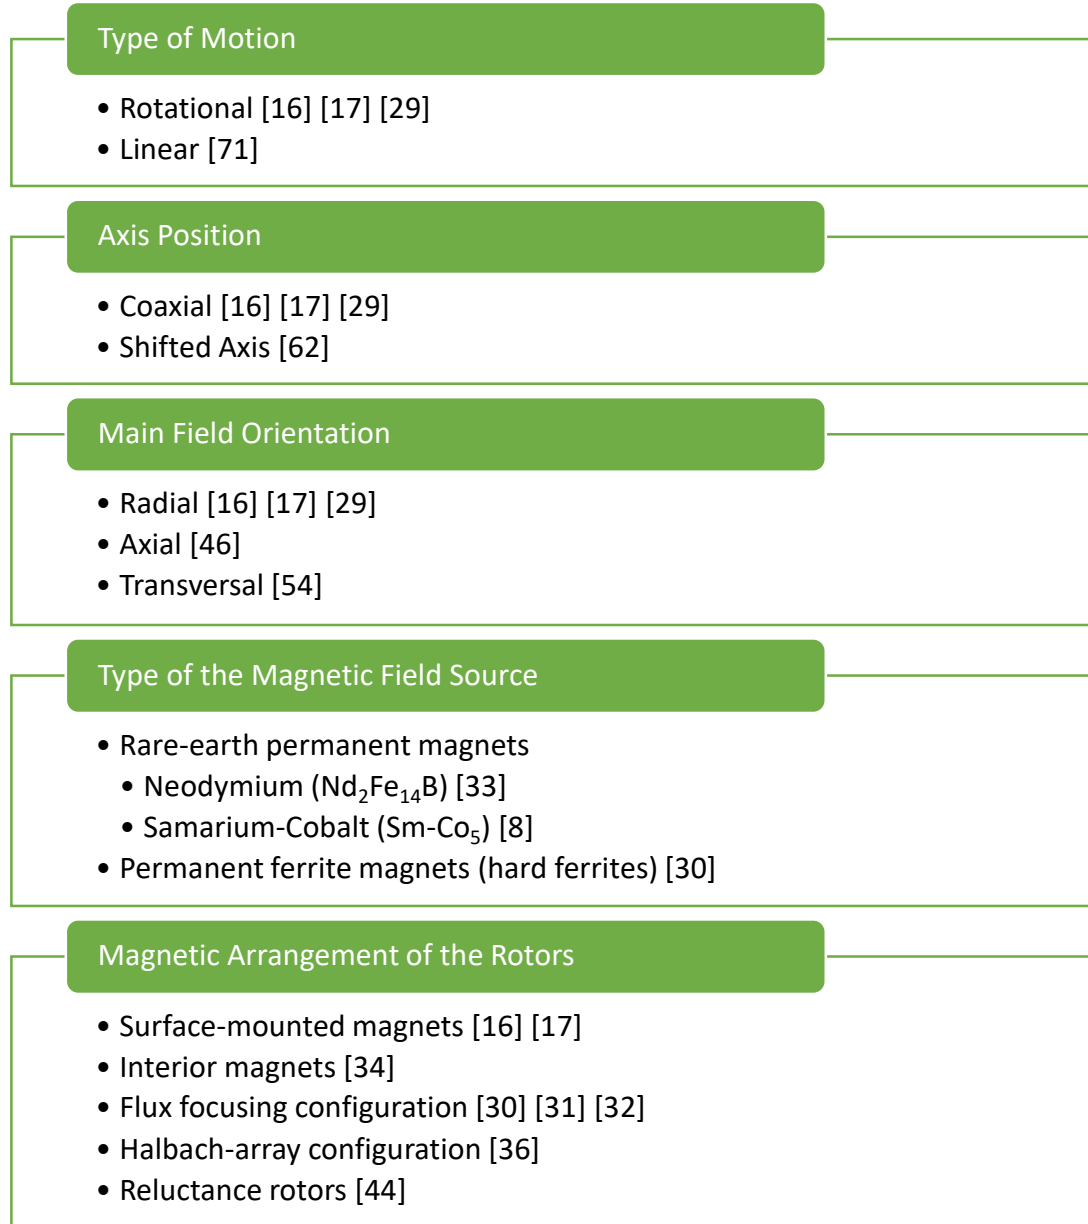 Type of Motion
• Rotational [16] [17] [29]
• Linear [71]
Axis Position
• Coaxial [16] [17] [29]
• Shifted Axis [62]
Main Field Orientation
• Radial [16] [17] [29]
• Axial [46]
• Transversal [54]
Type of the Magnetic Field Source
• Rare-earth permanent magnets
• Neodymium (Nd₂Fe₁₄B) [33]
• Samarium-Cobalt (Sm-Co₅) [8]
• Permanent ferrite magnets (hard ferrites) [30]
Magnetic Arrangement of the Rotors
• Surface-mounted magnets [16] [17]
• Interior magnets [34]
• Flux focusing configuration [30] [31] [32]
• Halbach-array configuration [36]
• Reluctance rotors [44]